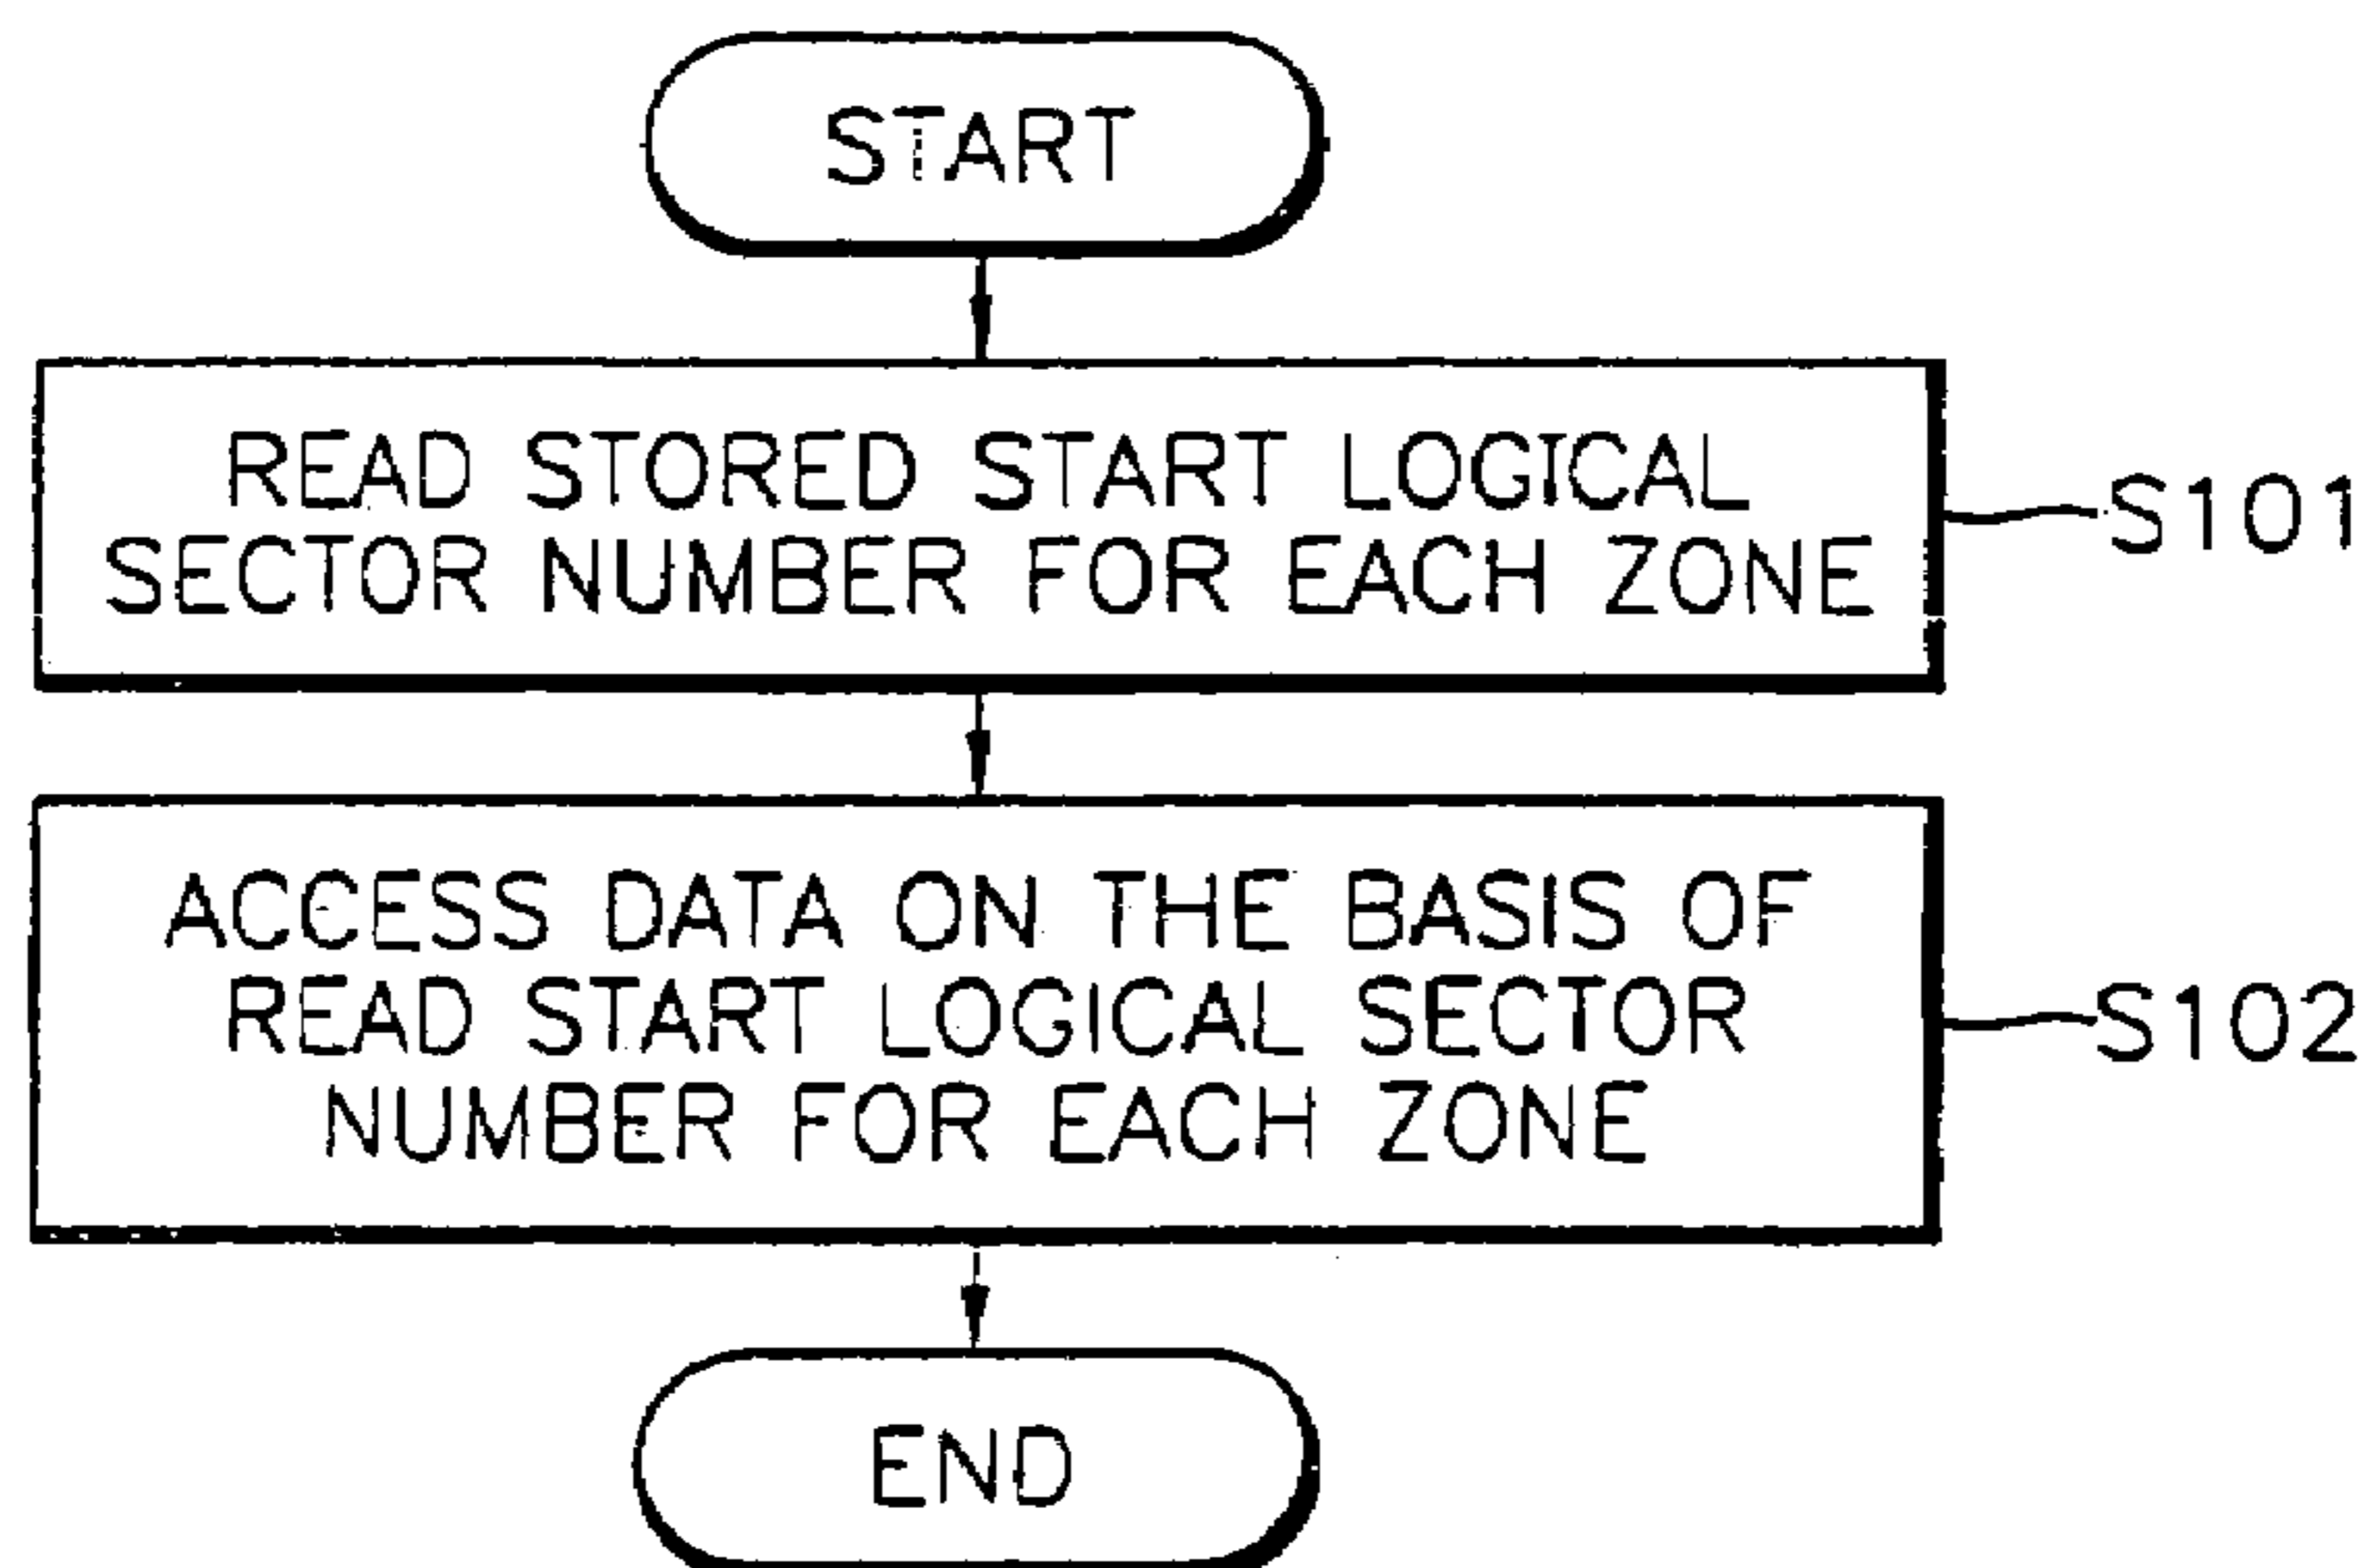 START
READ STORED START LOGICAL
SECTOR NUMBER FOR EACH ZONE
S101
ACCESS DATA ON THE BASIS OF
READ START LOGICAL SECTOR
NUMBER FOR EACH ZONE
S102
END